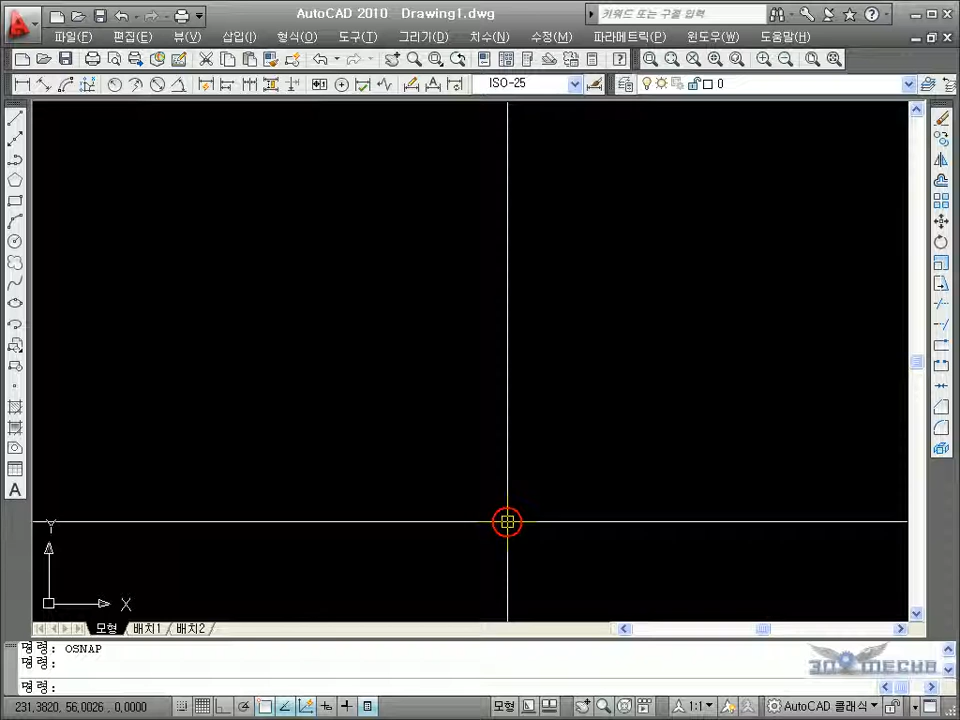 AutoCAD 2010 Drawing1.dwg
키워드 또는 구절 입력
파일(F) 편집(E) 뷰(V) 삽입(I) 형식(O) 도구(T) 그리기(D) 치수(N) 수정(M) 파라메트릭(P) 윈도우(W) 도움말(H)
ISO-25
0
A
Y
X
모형 배치1 배치2
명령: OSNAP
명령:
명령:
3D MECHA
231.3820, 56.0026, 0.0000
모형
1:1
AutoCAD 클래식